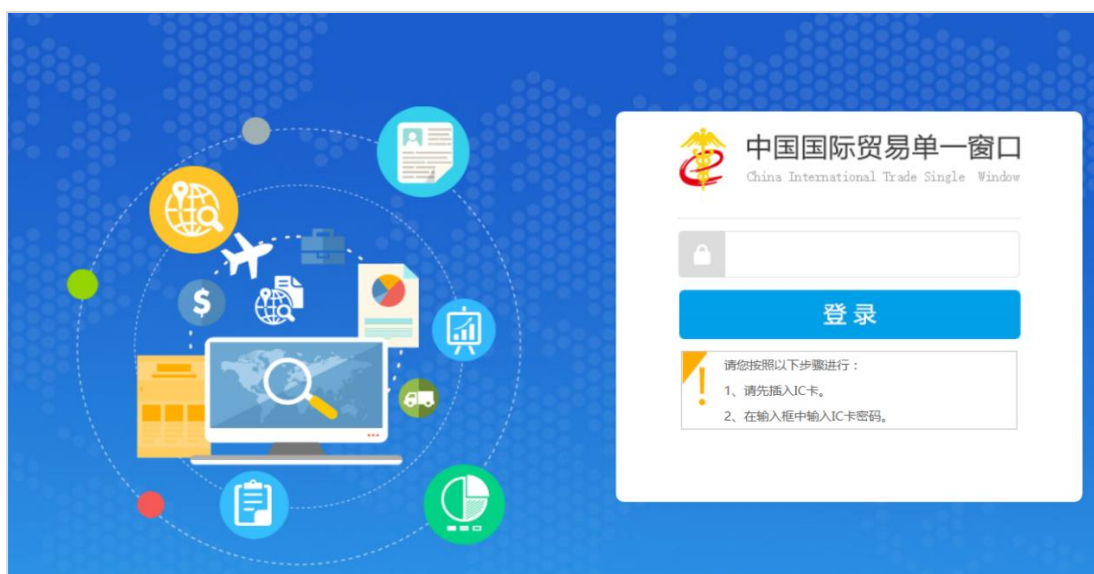 中国国际贸易单一窗口
China International Trade Single Window
登录
请您按照以下步骤进行：
1、请先插入IC卡。
2、在输入框中输入IC卡密码。